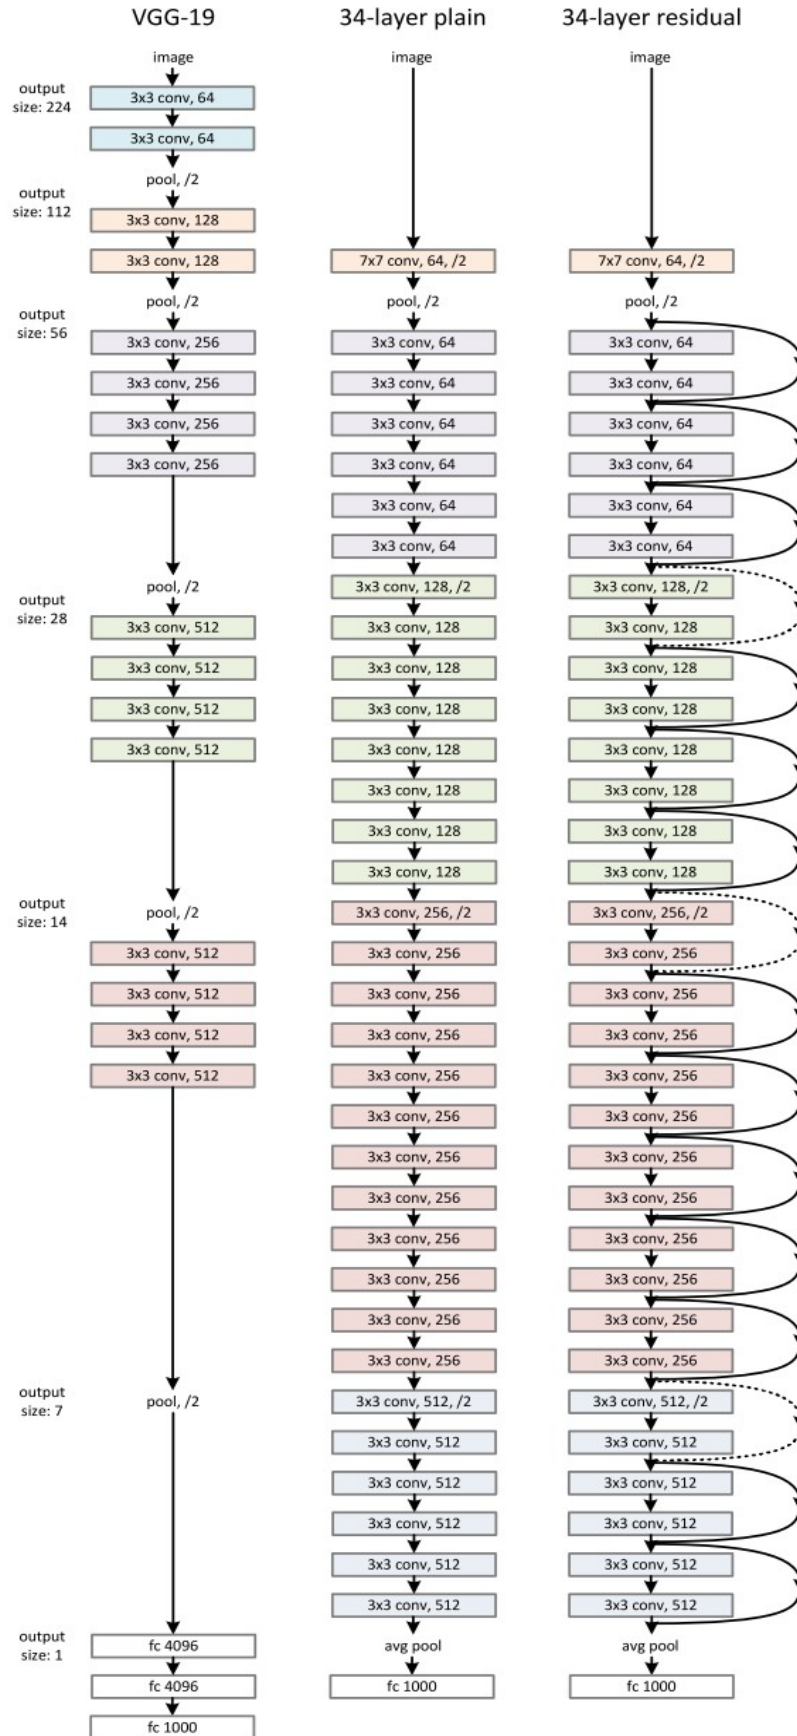 output
size: 224
output
size: 112
output
size: 56
output
size: 28
output
size: 14
output
size: 7
output
size: 1
VGG-19
image
3x3 conv, 64
3x3 conv, 64
pool, /2
3x3 conv, 128
3x3 conv, 128
pool, /2
3x3 conv, 256
3x3 conv, 256
3x3 conv, 256
3x3 conv, 256
pool, /2
3x3 conv, 512
3x3 conv, 512
3x3 conv, 512
3x3 conv, 512
pool, /2
3x3 conv, 512
3x3 conv, 512
3x3 conv, 512
3x3 conv, 512
pool, /2
fc 4096
fc 4096
fc 1000
34-layer plain
image
7x7 conv, 64, /2
pool, /2
3x3 conv, 64
3x3 conv, 64
3x3 conv, 64
3x3 conv, 64
3x3 conv, 64
3x3 conv, 64
3x3 conv, 128, /2
3x3 conv, 128
3x3 conv, 128
3x3 conv, 128
3x3 conv, 128
3x3 conv, 128
3x3 conv, 128
3x3 conv, 128
3x3 conv, 256, /2
3x3 conv, 256
3x3 conv, 256
3x3 conv, 256
3x3 conv, 256
3x3 conv, 256
3x3 conv, 256
3x3 conv, 256
3x3 conv, 256
3x3 conv, 256
3x3 conv, 256
3x3 conv, 256
3x3 conv, 512, /2
3x3 conv, 512
3x3 conv, 512
3x3 conv, 512
3x3 conv, 512
3x3 conv, 512
avg pool
fc 1000
34-layer residual
image
7x7 conv, 64, /2
pool, /2
3x3 conv, 64
3x3 conv, 64
3x3 conv, 64
3x3 conv, 64
3x3 conv, 64
3x3 conv, 64
3x3 conv, 128, /2
3x3 conv, 128
3x3 conv, 128
3x3 conv, 128
3x3 conv, 128
3x3 conv, 128
3x3 conv, 128
3x3 conv, 128
3x3 conv, 256, /2
3x3 conv, 256
3x3 conv, 256
3x3 conv, 256
3x3 conv, 256
3x3 conv, 256
3x3 conv, 256
3x3 conv, 256
3x3 conv, 256
3x3 conv, 256
3x3 conv, 256
3x3 conv, 256
3x3 conv, 512, /2
3x3 conv, 512
3x3 conv, 512
3x3 conv, 512
3x3 conv, 512
3x3 conv, 512
avg pool
fc 1000